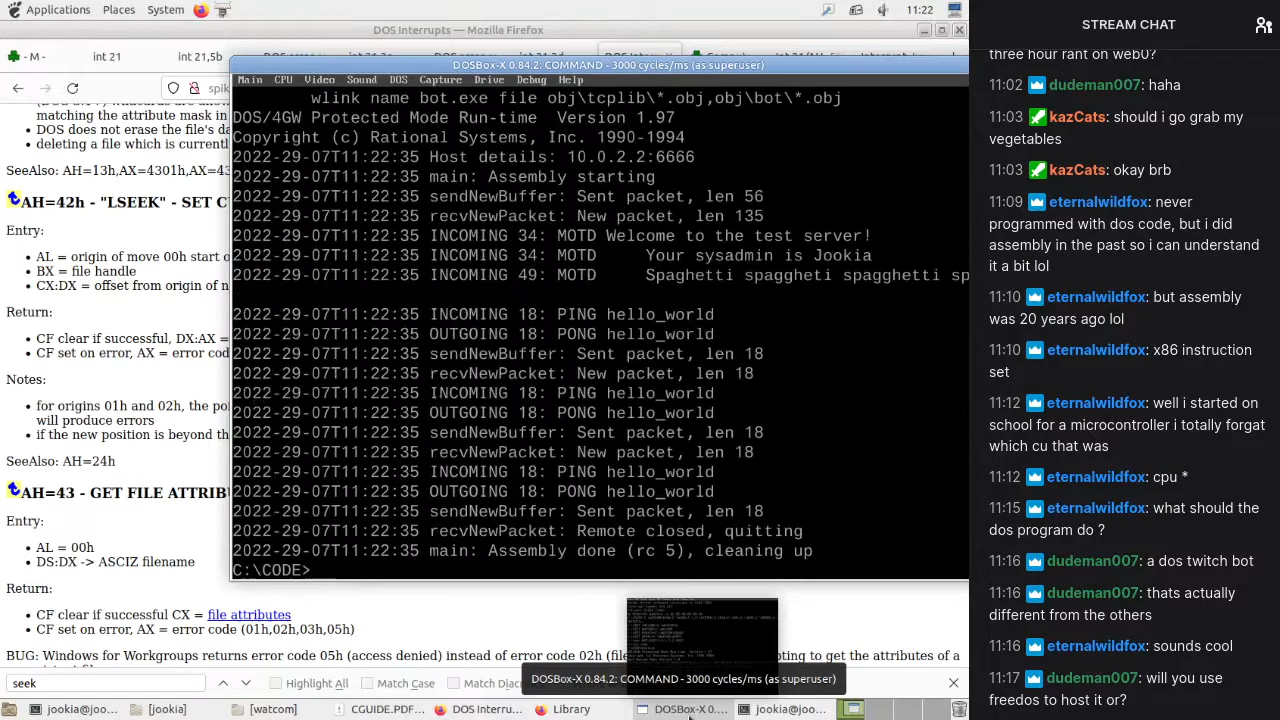 Applications Places System 11:22
DOS Interrupts — Mozilla Firefox
- M - int 21 int 21,5b
spik
matching the attribute mask in
DOS does not erase the file's da
deleting a file which is current
SeeAlso: AH=13h,AX=4301h,AX=43
AH=42h - "LSEEK" - SET C
Entry:
AL = origin of move 00h start o
BX = file handle
CX:DX = offset from origin of n
Return:
CF clear if successful, DX:AX =
CF set on error, AX = error cod
Notes:
for origins 01h and 02h, the poi
will produce errors
if the new position is beyond th
SeeAlso: AH=24h
AH=43 - GET FILE ATTRIB
Entry:
AL = 00h
DS:DX -> ASCIZ filename
Return:
CF clear if successful CX = file attributes
CF set on error, AX = error code (01h,02h,03h,05h)
seek Highlight All Match Case Match Diac
DOSBox-X 0.84.2: COMMAND - 3000 cycles/ms (as superuser)
Main CPU Video Sound DOS Capture Drive Debug Help
wlink name bot.exe file obj\tcplib\*.obj,obj\bot\*.obj
DOS/4GW Protected Mode Run-time Version 1.97
Copyright (C) Rational Systems, Inc. 1990-1994
2022-29-07T11:22:35 Host details: 10.0.2.2:6666
2022-29-07T11:22:35 main: Assembly starting
2022-29-07T11:22:35 sendNewBuffer: Sent packet, len 56
2022-29-07T11:22:35 recvNewPacket: New packet, len 135
2022-29-07T11:22:35 INCOMING 34: MOTD Welcome to the test server!
2022-29-07T11:22:35 INCOMING 34: MOTD Your sysadmin is Jookia
2022-29-07T11:22:35 INCOMING 49: MOTD Spaghetti spaggheti spagghetti sp
2022-29-07T11:22:35 INCOMING 18: PING hello_world
2022-29-07T11:22:35 OUTGOING 18: PONG hello_world
2022-29-07T11:22:35 sendNewBuffer: Sent packet, len 18
2022-29-07T11:22:35 recvNewPacket: New packet, len 18
2022-29-07T11:22:35 INCOMING 18: PING hello_world
2022-29-07T11:22:35 OUTGOING 18: PONG hello_world
2022-29-07T11:22:35 sendNewBuffer: Sent packet, len 18
2022-29-07T11:22:35 recvNewPacket: New packet, len 18
2022-29-07T11:22:35 INCOMING 18: PING hello_world
2022-29-07T11:22:35 OUTGOING 18: PONG hello_world
2022-29-07T11:22:35 sendNewBuffer: Sent packet, len 18
2022-29-07T11:22:35 recvNewPacket: Remote closed, quitting
2022-29-07T11:22:35 main: Assembly done (rc 5), cleaning up
C:\CODE>
DOSBox-X 0.84.2: COMMAND - 3000 cycles/ms (as superuser)
jookia@joo... [jookia] [wacom] CGUIDE.PDF... DOS Interru... Library DOSBox-X 0.... jookia@joo...
STREAM CHAT
three hour rant on web0?
11:02 dudeman007: haha
11:03 kazCats: should i go grab my
vegetables
11:03 kazCats: okay brb
11:09 eternalwildfox: never
programmed with dos code, but i did
assembly in the past so i can understand
it a bit lol
11:10 eternalwildfox: but assembly
was 20 years ago lol
11:10 eternalwildfox: x86 instruction
set
11:12 eternalwildfox: well i started on
school for a microcontroller i totally forgat
which cu that was
11:12 eternalwildfox: cpu *
11:15 eternalwildfox: what should the
dos program do ?
11:16 dudeman007: a dos twitch bot
11:16 dudeman007: thats actually
different from usual
11:16 eternalwildfox: sounds cool
11:17 dudeman007: will you use
freedos to host it or?